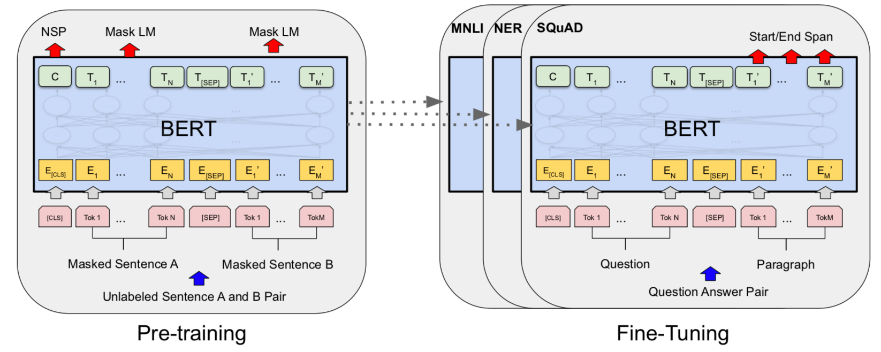 NSP Mask LM Mask LM
C T1 ... TN T[SEP] T1' ... TM'
BERT
E[CLS] E1 ... EN E[SEP] E1' ... EM'
[CLS] Tok 1 ... Tok N [SEP] Tok 1 ... TokM
Masked Sentence A Masked Sentence B
Unlabeled Sentence A and B Pair
Pre-training
MNLI NER SQuAD
Start/End Span
C T1 ... TN T[SEP] T1' ... TM'
BERT
E[CLS] E1 ... EN E[SEP] E1' ... EM'
[CLS] Tok 1 ... Tok N [SEP] Tok 1 ... TokM
Question Paragraph
Question Answer Pair
Fine-Tuning